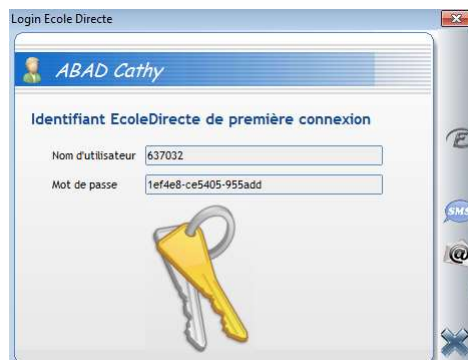 Login Ecole Directe
ABAD Cathy
Identifiant EcoleDirecte de première connexion
Nom d'utilisateur 637032
Mot de passe 1ef4e8-ce5405-955add
SMS
@